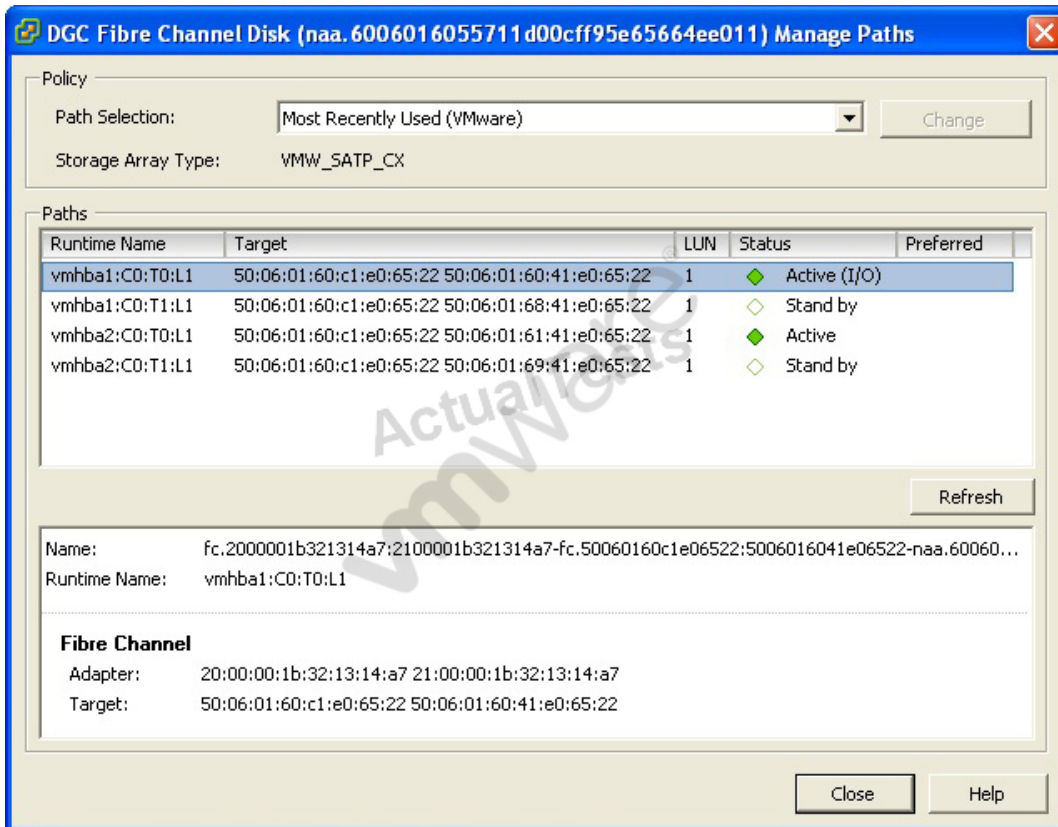 DGC Fibre Channel Disk (naa.6006016055711d00cff95e65664ee011) Manage Paths
Policy
Path Selection: Most Recently Used (VMware) Change
Storage Array Type: VMW_SATP_CX
Paths
Runtime Name Target LUN Status Preferred
vmhba1:C0:T0:L1 50:06:01:60:c1:e0:65:22 50:06:01:60:41:e0:65:22 1 Active (I/O)
vmhba1:C0:T1:L1 50:06:01:60:c1:e0:65:22 50:06:01:68:41:e0:65:22 1 Stand by
vmhba2:C0:T0:L1 50:06:01:60:c1:e0:65:22 50:06:01:61:41:e0:65:22 1 Active
vmhba2:C0:T1:L1 50:06:01:60:c1:e0:65:22 50:06:01:69:41:e0:65:22 1 Stand by
ActualTests
vmware®
Refresh
Name: fc.2000001b321314a7:2100001b321314a7-fc.50060160c1e06522:5006016041e06522-naa.60060...
Runtime Name: vmhba1:C0:T0:L1
Fibre Channel
Adapter: 20:00:00:1b:32:13:14:a7 21:00:00:1b:32:13:14:a7
Target: 50:06:01:60:c1:e0:65:22 50:06:01:60:41:e0:65:22
Close Help